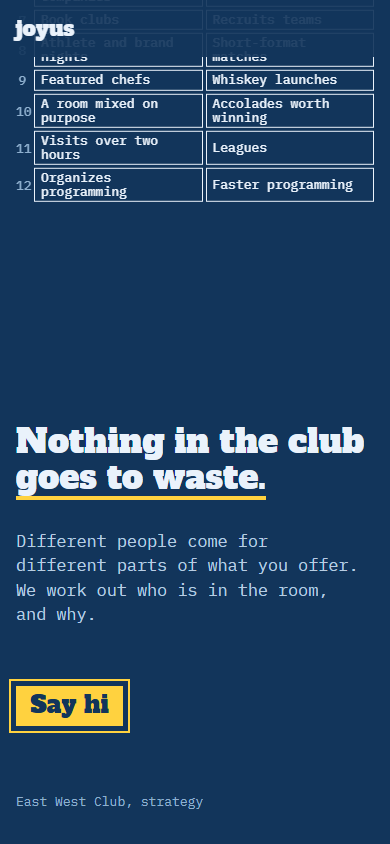 Book clubs Recruits teams
joyus
8 Athlete and brand Short-format
nights matches
9 Featured chefs Whiskey launches
10 A room mixed on Accolades worth
purpose winning
11 Visits over two Leagues
hours
12 Organizes Faster programming
programming
Nothing in the club
goes to waste.
Different people come for
different parts of what you offer.
We work out who is in the room,
and why.
Say hi
East West Club, strategy